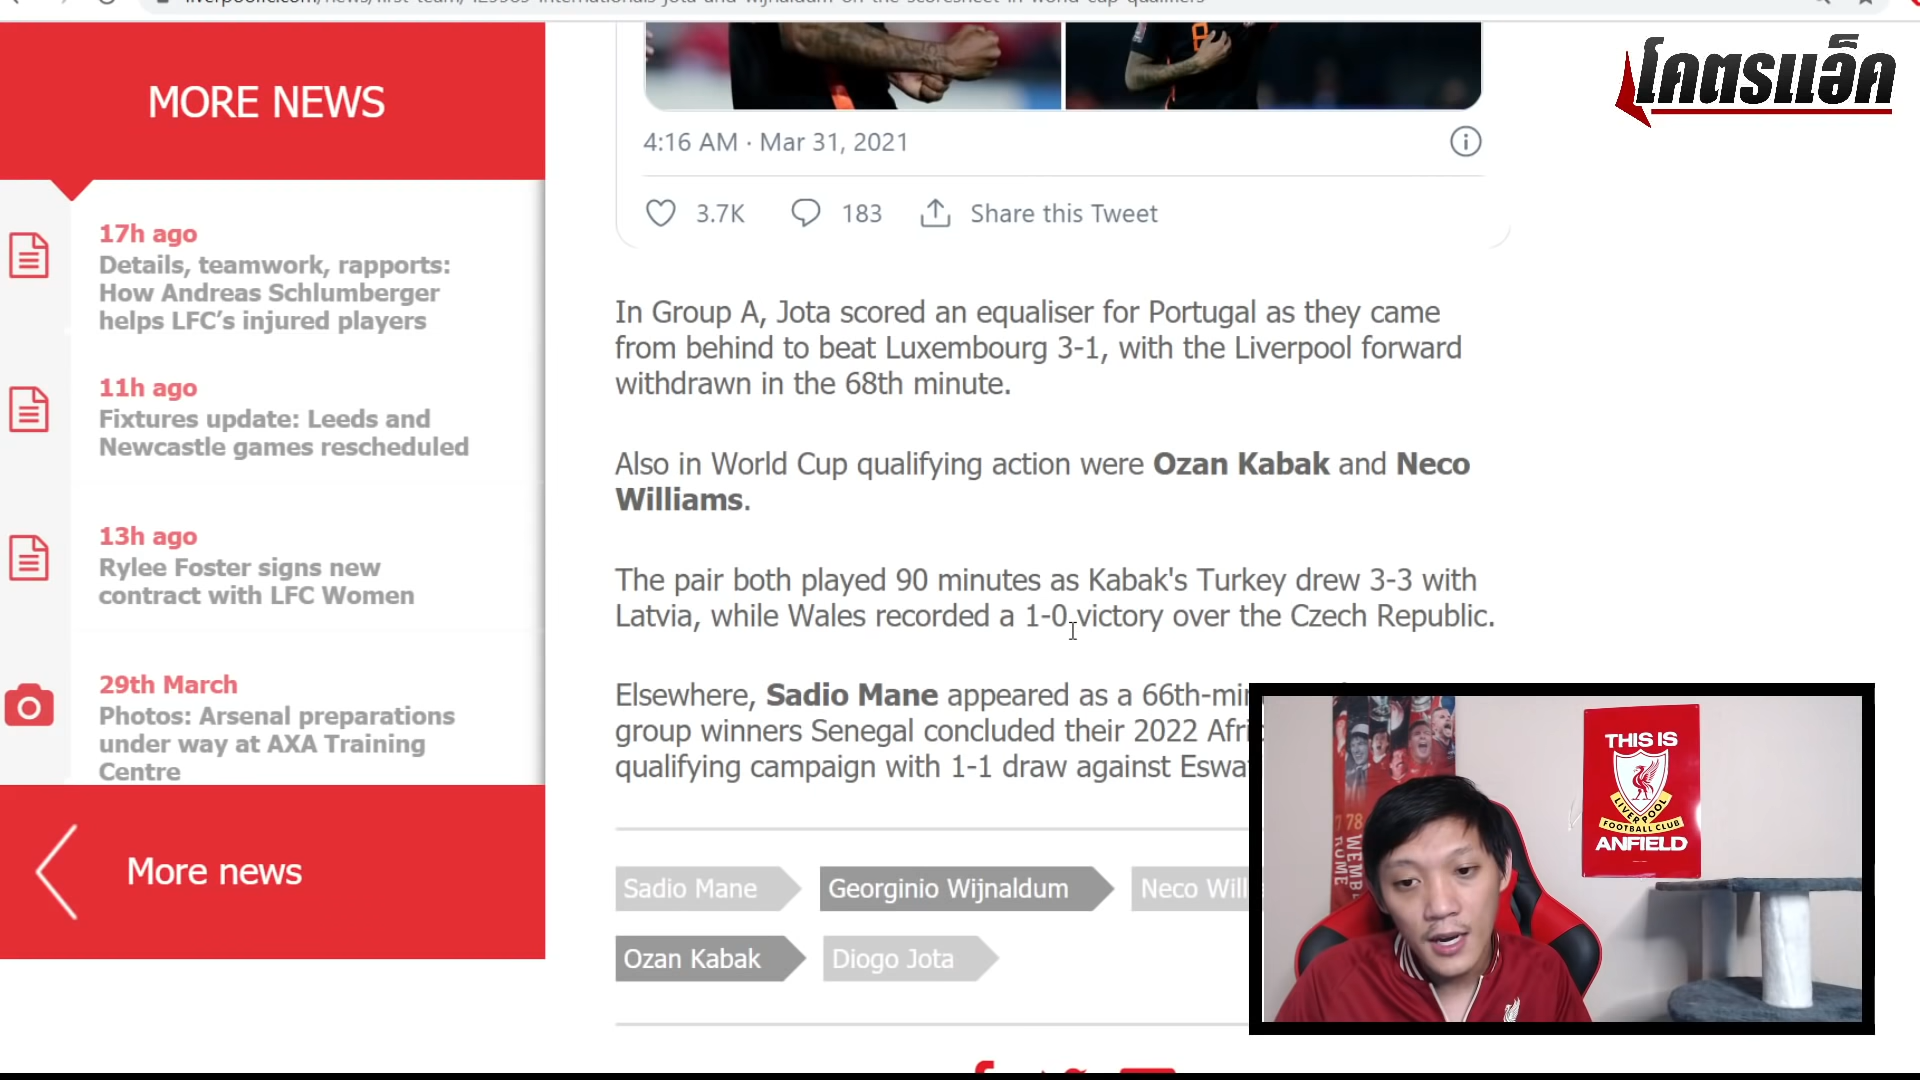 โคตรแอ็ค
MORE NEWS
17h ago
Details, teamwork, rapports:
How Andreas Schlumberger
helps LFC’s injured players
11h ago
Fixtures update: Leeds and
Newcastle games rescheduled
13h ago
Rylee Foster signs new
contract with LFC Women
29th March
Photos: Arsenal preparations
under way at AXA Training
Centre
More news
4:16 AM · Mar 31, 2021
3.7K 183 Share this Tweet
In Group A, Jota scored an equaliser for Portugal as they came
from behind to beat Luxembourg 3-1, with the Liverpool forward
withdrawn in the 68th minute.
Also in World Cup qualifying action were Ozan Kabak and Neco
Williams.
The pair both played 90 minutes as Kabak's Turkey drew 3-3 with
Latvia, while Wales recorded a 1-0 victory over the Czech Republic.
Elsewhere, Sadio Mane appeared as a 66th-mi
group winners Senegal concluded their 2022 Afri
qualifying campaign with 1-1 draw against Eswa
Sadio Mane Georginio Wijnaldum Neco Will
Ozan Kabak Diogo Jota
THIS IS
LIVERPOOL
FOOTBALL CLUB
ANFIELD